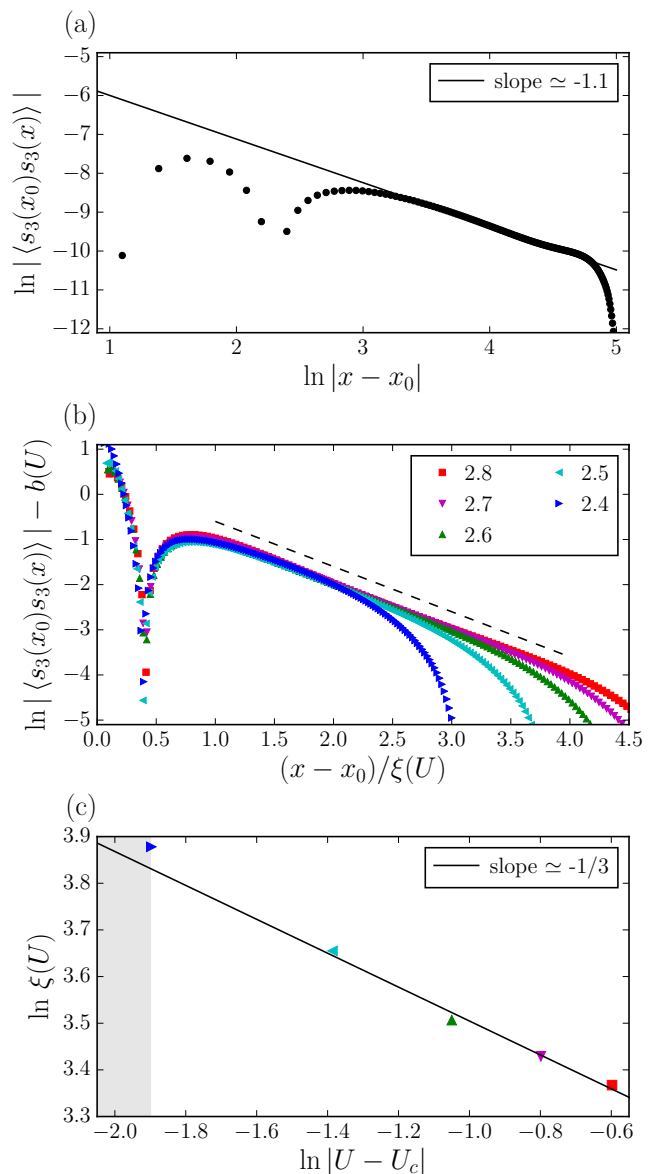 (a)
−5
−6
−7
−8
−9
−10
−11
−12
ln | ⟨s₃(x₀)s₃(x)⟩ |
slope ≃ -1.1
1 2 3 4 5
ln |x − x₀|
(b)
1
0
−1
−2
−3
−4
−5
ln | ⟨s₃(x₀)s₃(x)⟩ | − b(U)
2.8 2.5
2.7 2.4
2.6
0.0 0.5 1.0 1.5 2.0 2.5 3.0 3.5 4.0 4.5
(x − x₀)/ξ(U)
(c)
3.9
3.8
3.7
3.6
3.5
3.4
3.3
ln ξ(U)
slope ≃ -1/3
−2.0 −1.8 −1.6 −1.4 −1.2 −1.0 −0.8 −0.6
ln |U − U_c|